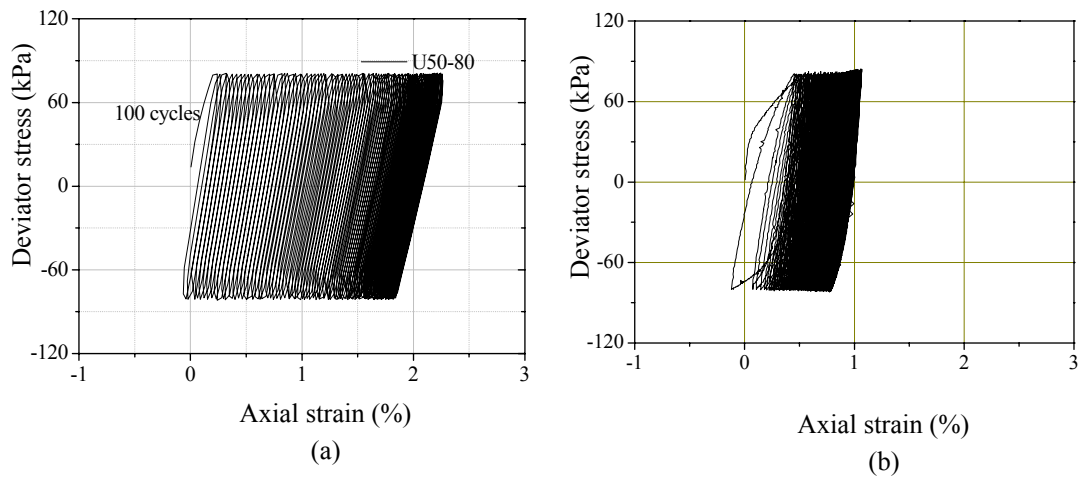 120
60
0
-60
-120
-1
0
1
2
3
Deviator stress (kPa)
Axial strain (%)
U50-80
100 cycles
(a)
120
60
0
-60
-120
-1
0
1
2
3
Deviator stress (kPa)
Axial strain (%)
(b)